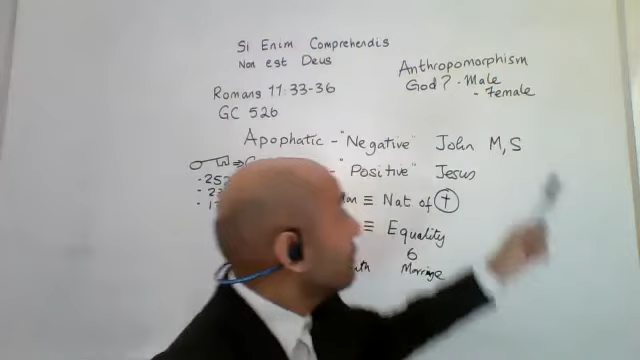 Si Enim Comprehendis
Non est Deus
Romans 11:33-36
GC 526
Anthropomorphism
God? - Male
- Female
Apophatic - "Negative" John M, S
- "Positive" Jesus
≡ Nat of
≡ Equality
6
Marriage